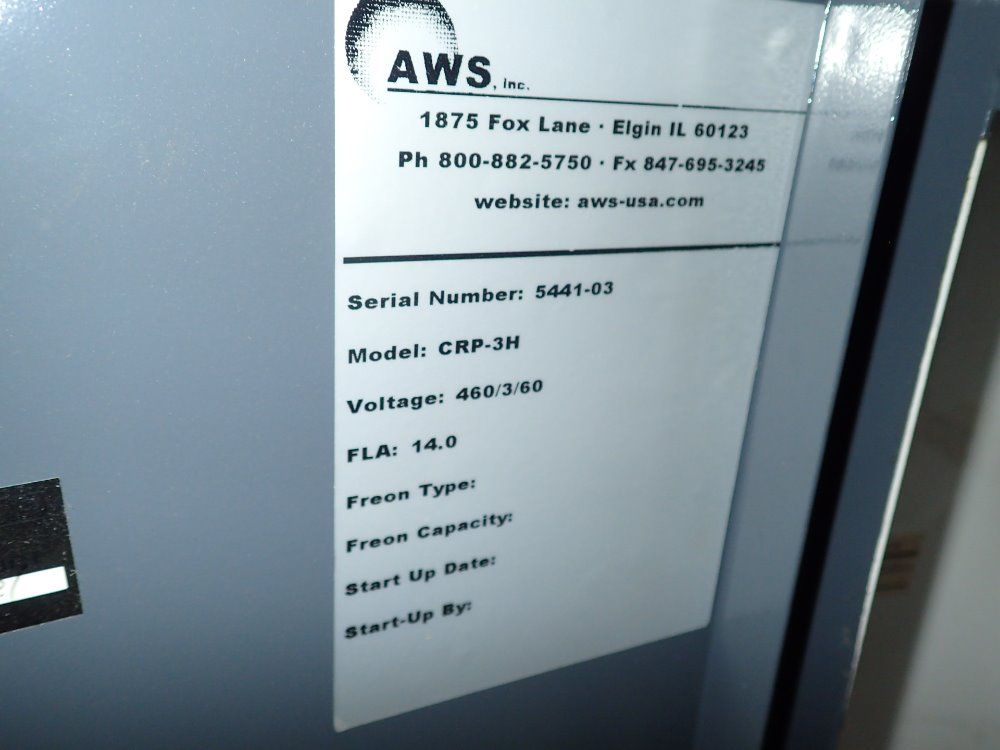 AWS, Inc.
1875 Fox Lane · Elgin IL 60123
Ph 800-882-5750 · Fx 847-695-3245
website: aws-usa.com
Serial Number: 5441-03
Model: CRP-3H
Voltage: 460/3/60
FLA: 14.0
Freon Type:
Freon Capacity:
Start Up Date:
Start-Up By: